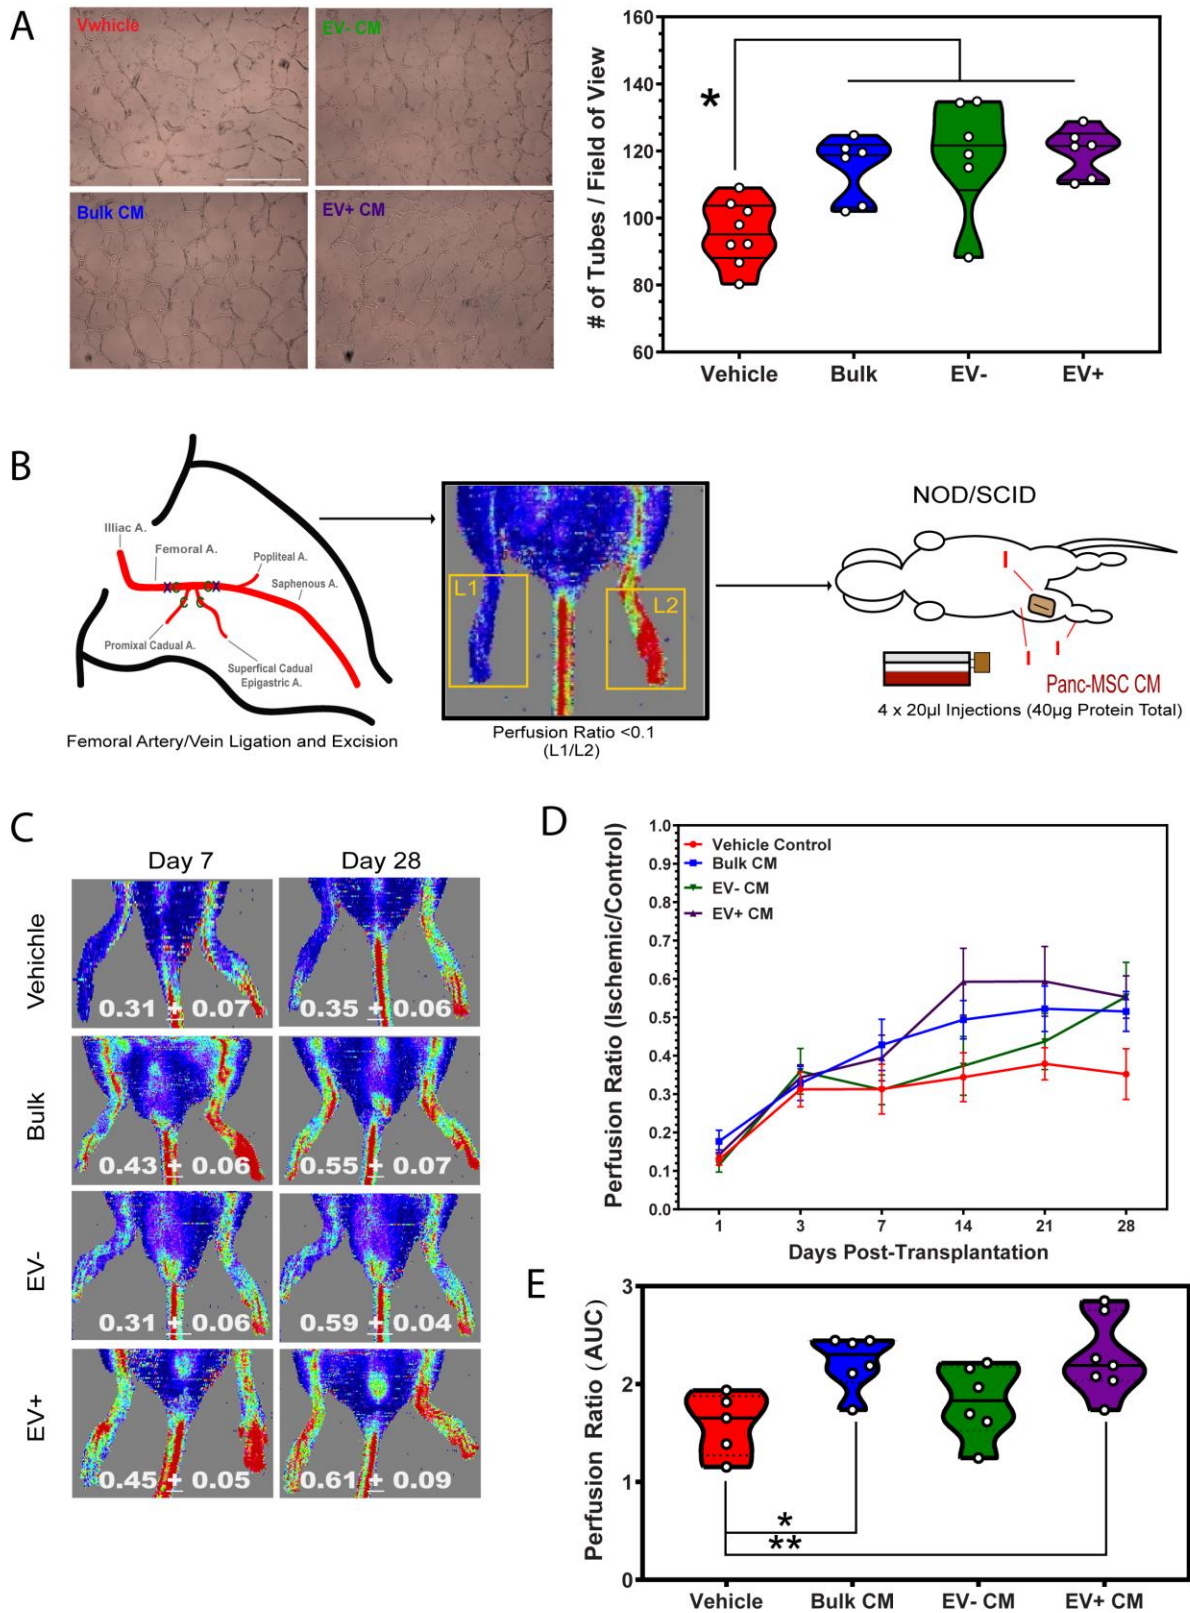 A
Vwhicle
EV- CM
Bulk CM
EV+ CM
# of Tubes / Field of View
160
140
120
100
80
60
*
Vehicle
Bulk
EV-
EV+
B
Illiac A.
Femoral A.
Popliteal A.
Saphenous A.
X
C
C
X
C
C
Promixal Cadual A.
Superfical Cadual
Epigastric A.
Femoral Artery/Vein Ligation and Excision
L1
L2
Perfusion Ratio <0.1
(L1/L2)
NOD/SCID
I
I
I
Panc-MSC CM
4 x 20µl Injections (40µg Protein Total)
C
Day 7
Day 28
Vehichle
0.31 ± 0.07
0.35 ± 0.06
Bulk
0.43 ± 0.06
0.55 ± 0.07
EV-
0.31 ± 0.06
0.59 ± 0.04
EV+
0.45 ± 0.05
0.61 ± 0.09
D
Perfusion Ratio (Ischemic/Control)
1.0
0.9
0.8
0.7
0.6
0.5
0.4
0.3
0.2
0.1
0.0
Vehicle Control
Bulk CM
EV- CM
EV+ CM
1
3
7
14
21
28
Days Post-Transplantation
E
Perfusion Ratio (AUC)
3
2
1
0
*
**
Vehicle
Bulk CM
EV- CM
EV+ CM